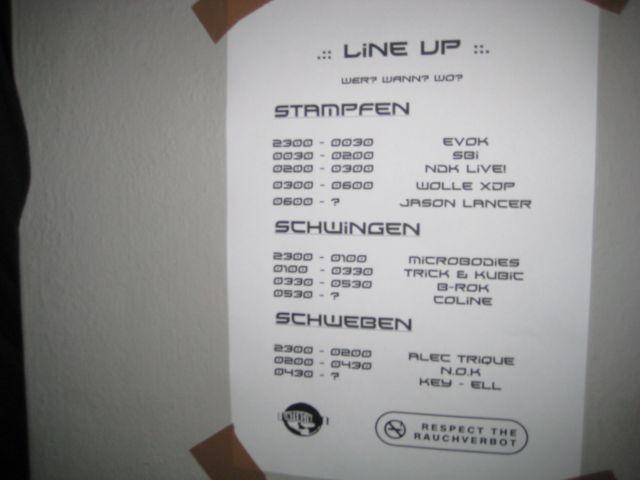 .:: LiNE UP ::.
WER? WANN? WO?
STAMPFEN
2300 - 0030 EVOK
0030 - 0200 SBi
0200 - 0300 NDK LiVE!
0300 - 0600 WOLLE XDP
0600 - ? JASON LANCER
SCHWiNGEN
2300 - 0100 MiCROBODiES
0100 - 0330 TRiCK & KUBiC
0330 - 0530 B-ROK
0530 - ? COLiNE
SCHWEBEN
2300 - 0200 ALEC TRiQUE
0200 - 0430 N.O.K
0430 - ? KEY - ELL
RESPECT THE
RAUCHVERBOT